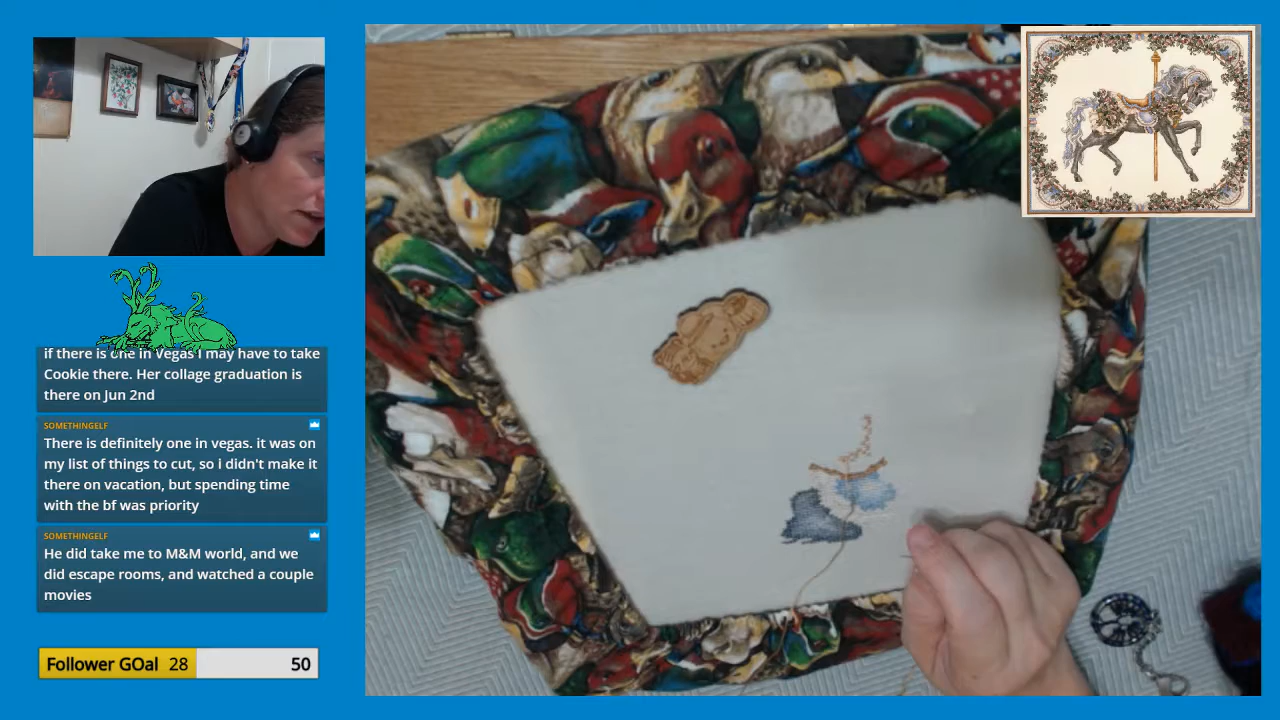 if there is one in Vegas I may have to take
Cookie there. Her collage graduation is
there on Jun 2nd
SOMETHINGELF
There is definitely one in vegas. it was on
my list of things to cut, so i didn't make it
there on vacation, but spending time
with the bf was priority
SOMETHINGELF
He did take me to M&M world, and we
did escape rooms, and watched a couple
movies
Follower GOal 28 50